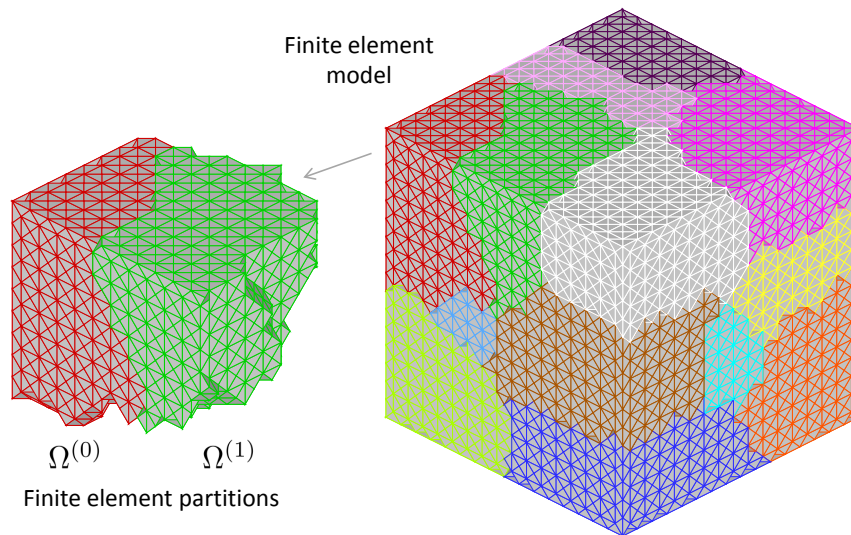 Finite element
model
Ω^(0) Ω^(1)
Finite element partitions